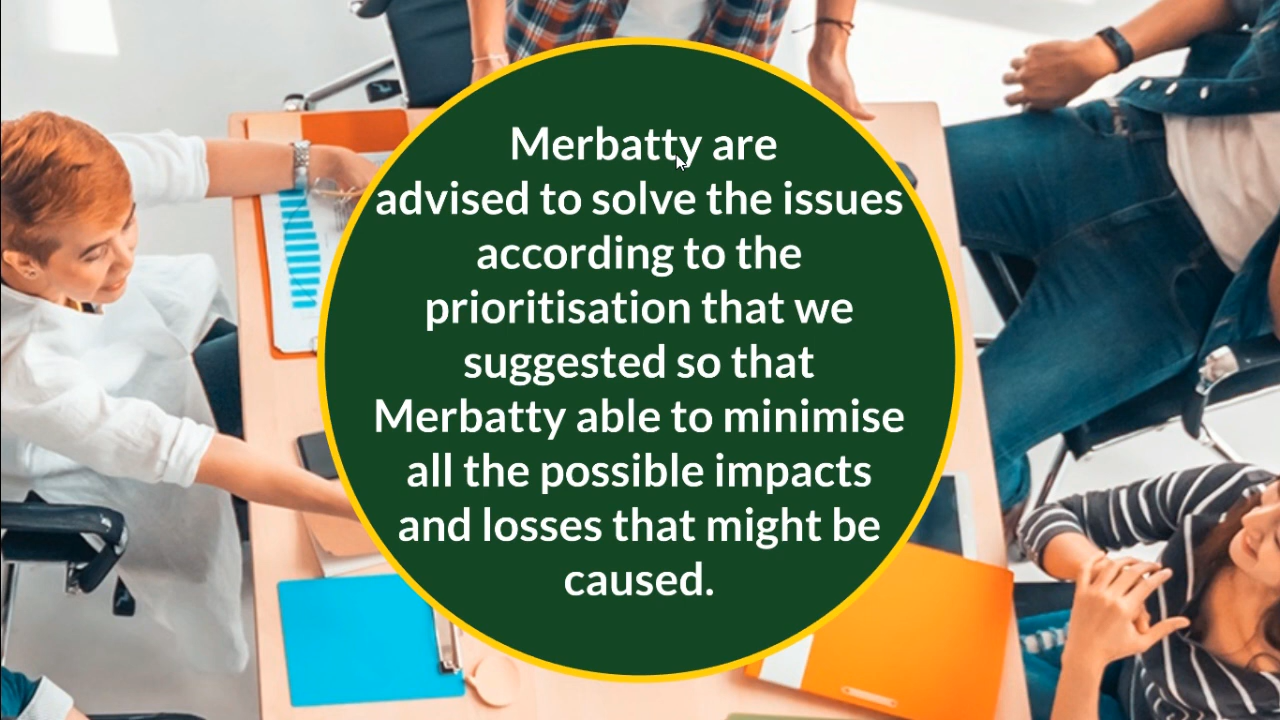 Merbatty are
advised to solve the issues
according to the
prioritisation that we
suggested so that
Merbatty able to minimise
all the possible impacts
and losses that might be
caused.